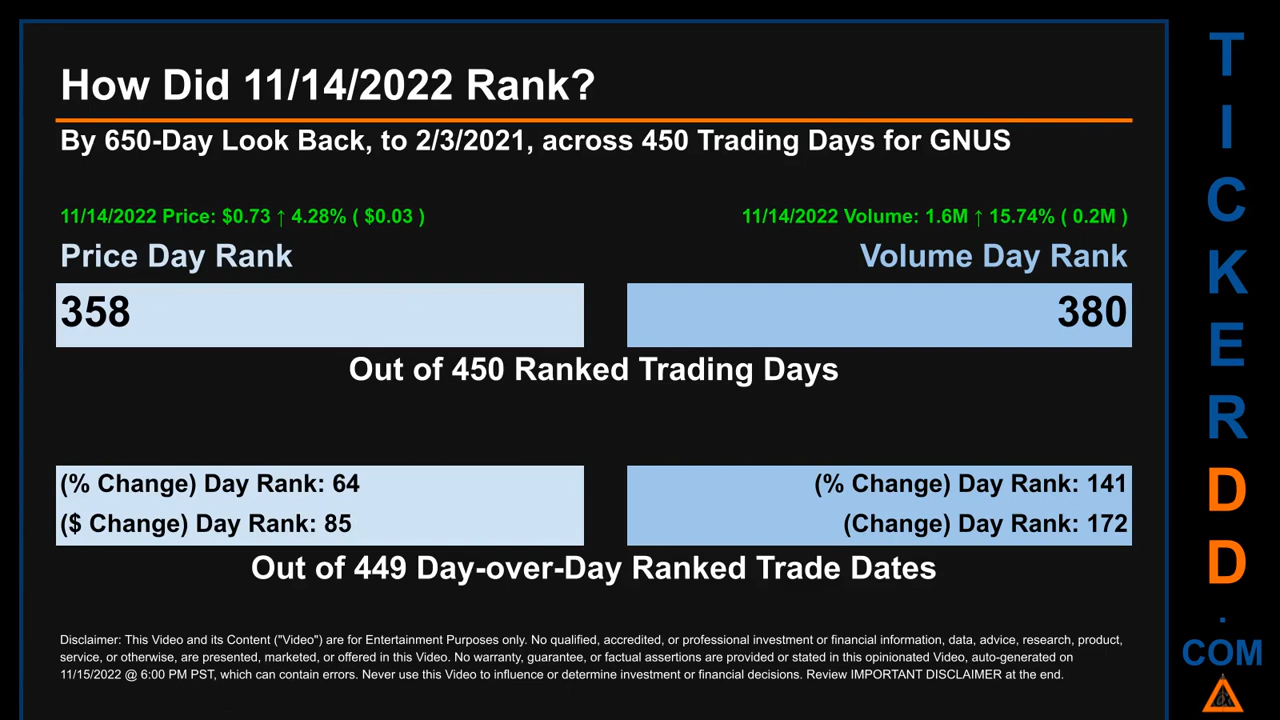 How Did 11/14/2022 Rank?
By 650-Day Look Back, to 2/3/2021, across 450 Trading Days for GNUS
11/14/2022 Price: $0.73 ↑ 4.28% ( $0.03 )
11/14/2022 Volume: 1.6M ↑ 15.74% ( 0.2M )
Price Day Rank
Volume Day Rank
358
380
Out of 450 Ranked Trading Days
(% Change) Day Rank: 64
($ Change) Day Rank: 85
(% Change) Day Rank: 141
(Change) Day Rank: 172
Out of 449 Day-over-Day Ranked Trade Dates
Disclaimer: This Video and its Content ("Video") are for Entertainment Purposes only. No qualified, accredited, or professional investment or financial information, data, advice, research, product,
service, or otherwise, are presented, marketed, or offered in this Video. No warranty, guarantee, or factual assertions are provided or stated in this opinionated Video, auto-generated on
11/15/2022 @ 6:00 PM PST, which can contain errors. Never use this Video to influence or determine investment or financial decisions. Review IMPORTANT DISCLAIMER at the end.
T
I
C
K
E
R
D
D
.
COM